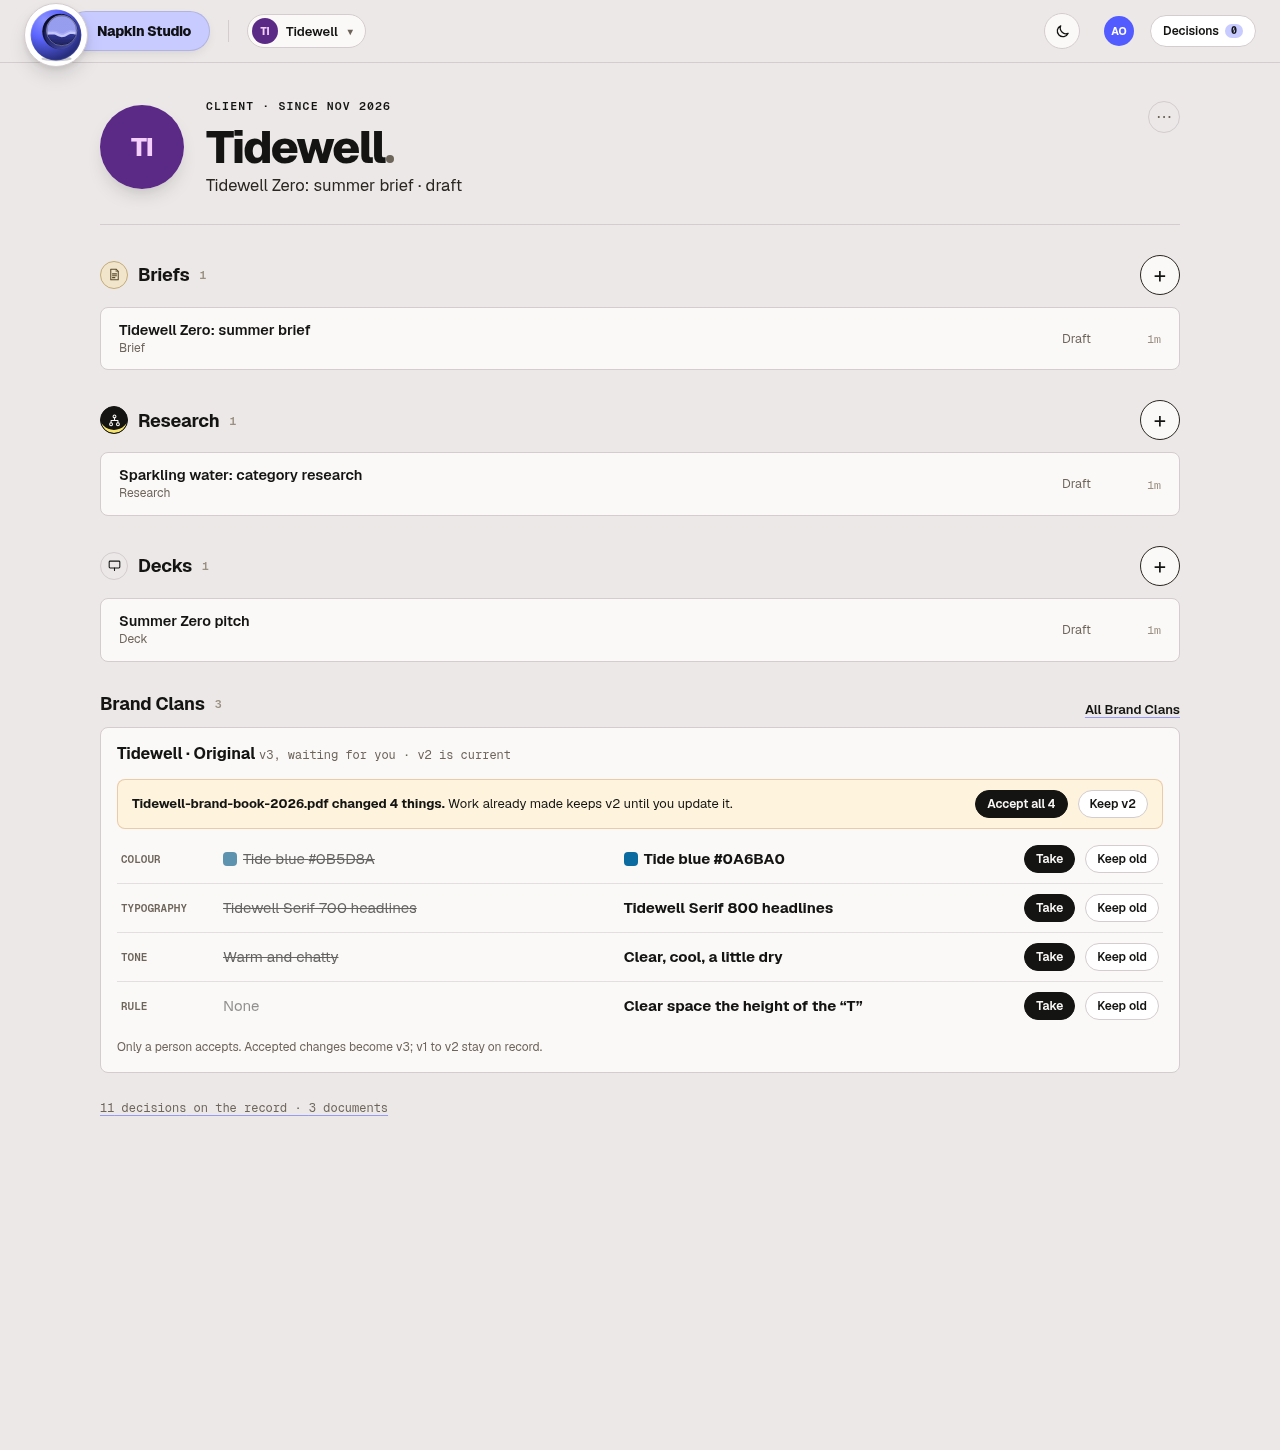 Napkin Studio
TI Tidewell ▾
AO
Decisions 0
TI
CLIENT · SINCE NOV 2026
Tidewell.
Tidewell Zero: summer brief · draft
···
Briefs 1
+
Tidewell Zero: summer brief
Brief
Draft
1m
Research 1
+
Sparkling water: category research
Research
Draft
1m
Decks 1
+
Summer Zero pitch
Deck
Draft
1m
Brand Clans 3
All Brand Clans
Tidewell · Original v3, waiting for you · v2 is current
Tidewell-brand-book-2026.pdf changed 4 things. Work already made keeps v2 until you update it.
Accept all 4 Keep v2
COLOUR Tide blue #0B5D8A Tide blue #0A6BA0 Take Keep old
TYPOGRAPHY Tidewell Serif 700 headlines Tidewell Serif 800 headlines Take Keep old
TONE Warm and chatty Clear, cool, a little dry Take Keep old
RULE None Clear space the height of the “T” Take Keep old
Only a person accepts. Accepted changes become v3; v1 to v2 stay on record.
11 decisions on the record · 3 documents